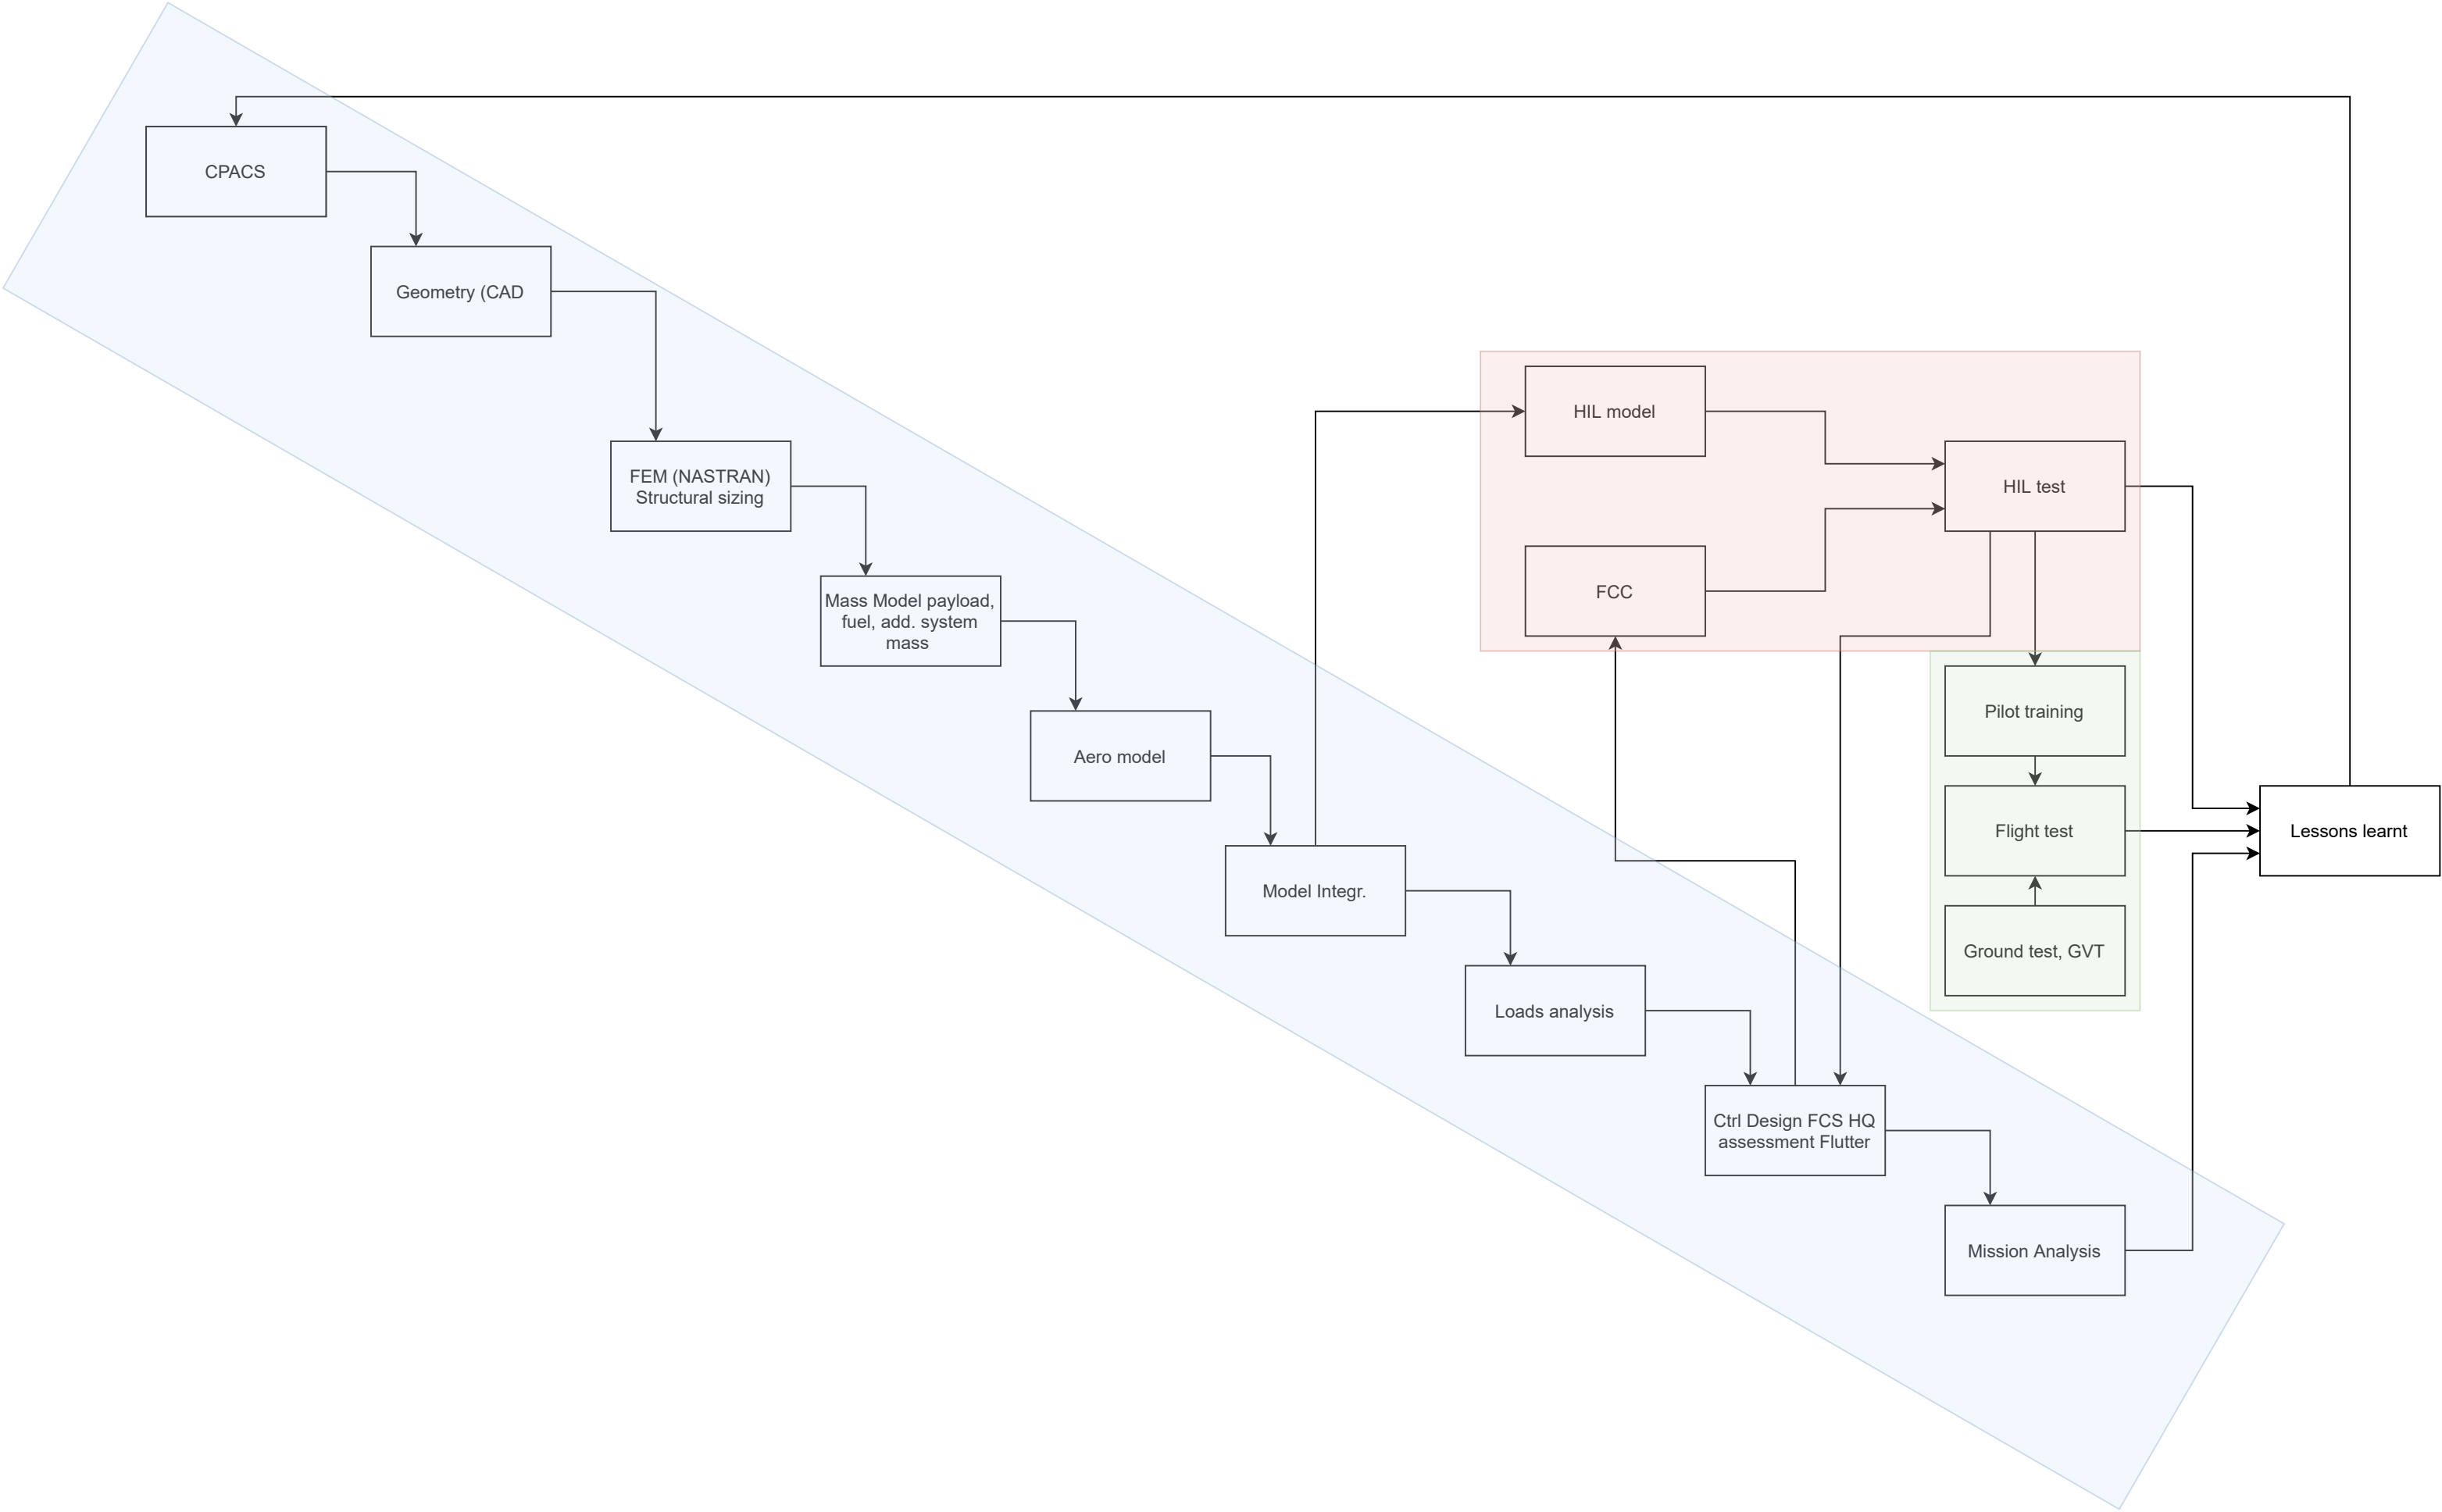 CPACS
Geometry (CAD
HIL model
FEM (NASTRAN)
Structural sizing
HIL test
FCC
Mass Model payload,
fuel, add. system
mass
Pilot training
Aero model
Flight test
Lessons learnt
Model Integr.
Ground test, GVT
Loads analysis
Ctrl Design FCS HQ
assessment Flutter
Mission Analysis